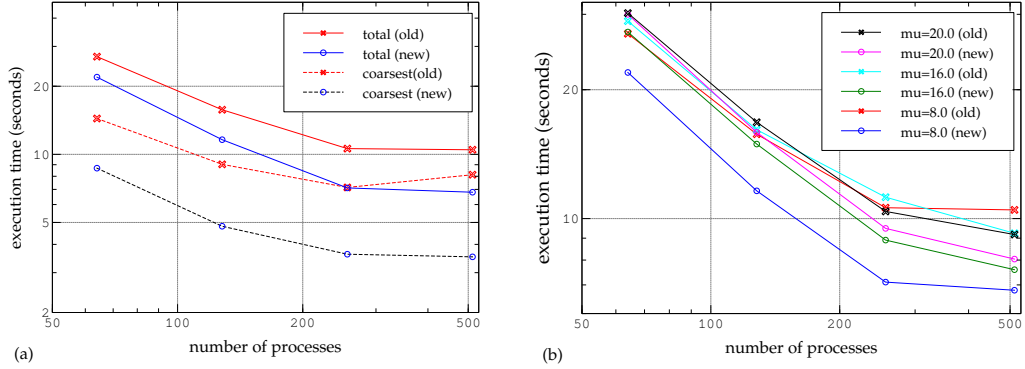 total (old)
total (new)
coarsest(old)
coarsest (new)
execution time (seconds)
20
10
5
2
50
100
200
500
number of processes
(a)
mu=20.0 (old)
mu=20.0 (new)
mu=16.0 (old)
mu=16.0 (new)
mu=8.0 (old)
mu=8.0 (new)
execution time (seconds)
20
10
50
100
200
500
number of processes
(b)